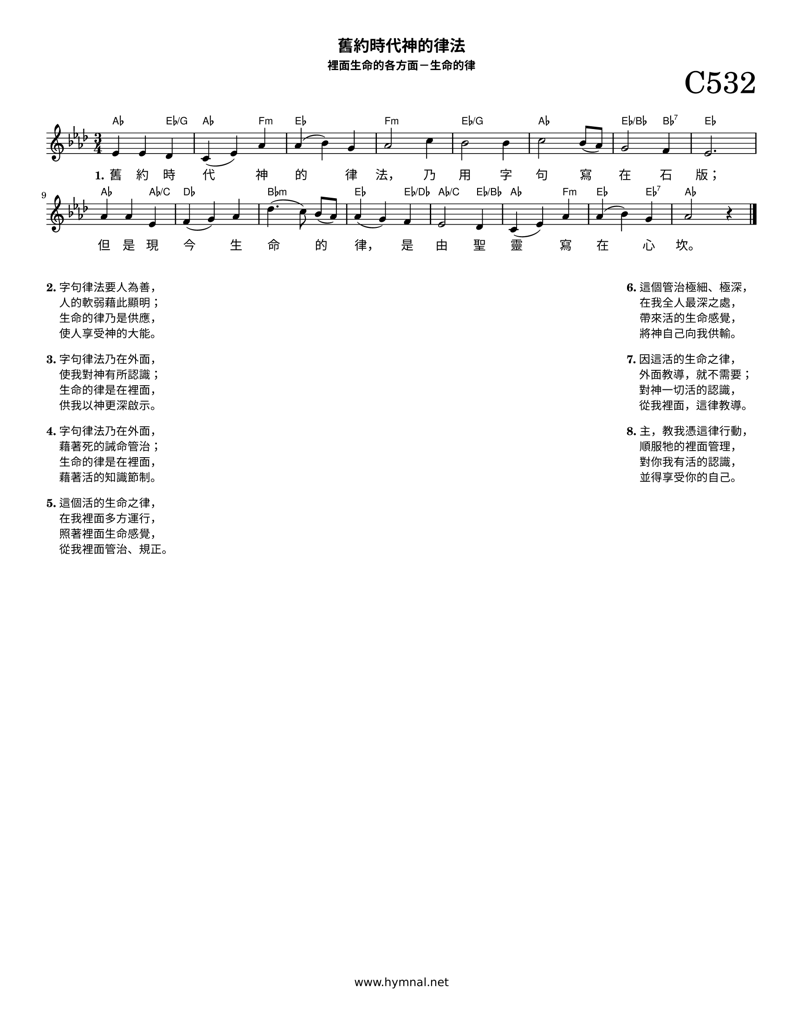 舊約時代神的律法
裡面生命的各方面－生命的律
C532
A♭ E♭/G A♭ Fm E♭ Fm E♭/G A♭ E♭/B♭ B♭7 E♭
3
4
1. 舊 約 時 代 神 的 律 法， 乃 用 字 句 寫 在 石 版；
9
A♭ A♭/C D♭ B♭m E♭ E♭/D♭ A♭/C E♭/B♭ A♭ Fm E♭ E♭7 A♭
但 是 現 今 生 命 的 律， 是 由 聖 靈 寫 在 心 坎。
2. 字句律法要人為善，
人的軟弱藉此顯明；
生命的律乃是供應，
使人享受神的大能。
3. 字句律法乃在外面，
使我對神有所認識；
生命的律是在裡面，
供我以神更深啟示。
4. 字句律法乃在外面，
藉著死的誡命管治；
生命的律是在裡面，
藉著活的知識節制。
5. 這個活的生命之律，
在我裡面多方運行，
照著裡面生命感覺，
從我裡面管治、規正。
6. 這個管治極細、極深，
在我全人最深之處，
帶來活的生命感覺，
將神自己向我供輸。
7. 因這活的生命之律，
外面教導，就不需要；
對神一切活的認識，
從我裡面，這律教導。
8. 主，教我憑這律行動，
順服牠的裡面管理，
對你我有活的認識，
並得享受你的自己。
www.hymnal.net